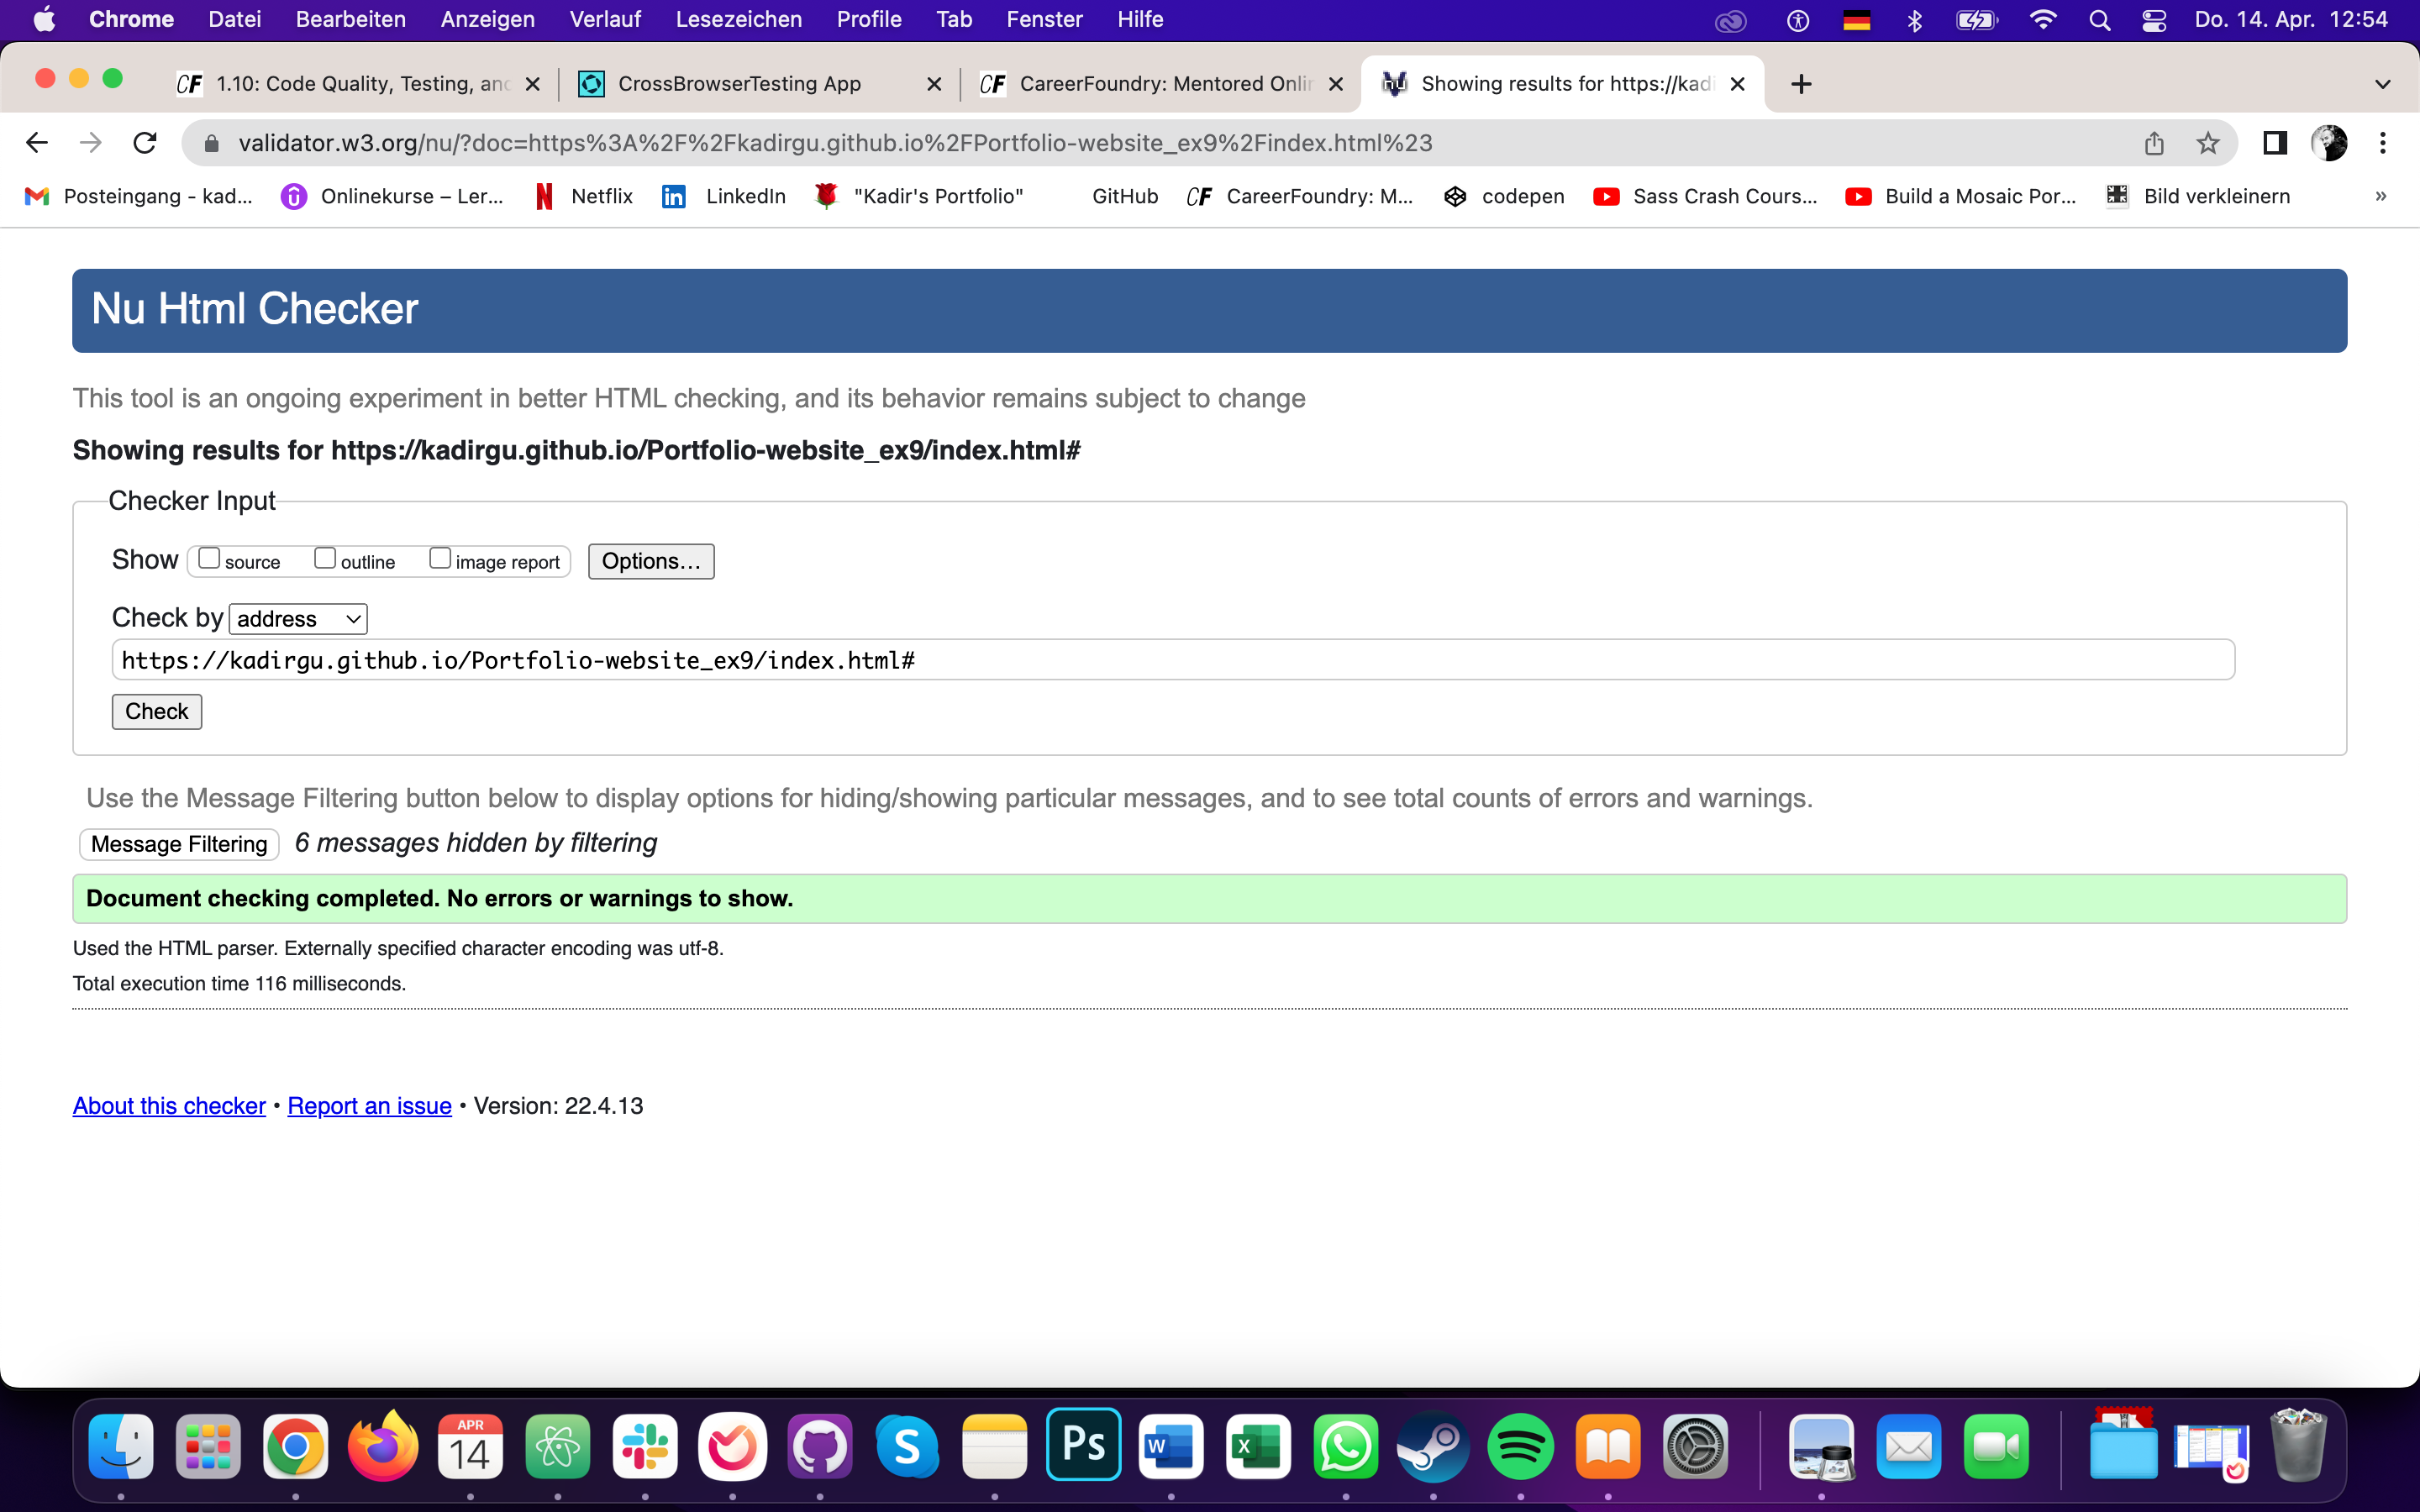 Chrome Datei Bearbeiten Anzeigen Verlauf Lesezeichen Profile Tab Fenster Hilfe Do. 14. Apr. 12:54
CF 1.10: Code Quality, Testing, and CrossBrowserTesting App CF CareerFoundry: Mentored Onlin nu Showing results for https://kadi
validator.w3.org/nu/?doc=https%3A%2F%2Fkadirgu.github.io%2FPortfolio-website_ex9%2Findex.html%23
Posteingang - kad... Onlinekurse – Ler... Netflix LinkedIn "Kadir's Portfolio" GitHub CF CareerFoundry: M... codepen Sass Crash Cours... Build a Mosaic Por... Bild verkleinern »
Nu Html Checker
This tool is an ongoing experiment in better HTML checking, and its behavior remains subject to change
Showing results for https://kadirgu.github.io/Portfolio-website_ex9/index.html#
Checker Input
Show source outline image report Options...
Check by address
https://kadirgu.github.io/Portfolio-website_ex9/index.html#
Check
Use the Message Filtering button below to display options for hiding/showing particular messages, and to see total counts of errors and warnings.
Message Filtering 6 messages hidden by filtering
Document checking completed. No errors or warnings to show.
Used the HTML parser. Externally specified character encoding was utf-8.
Total execution time 116 milliseconds.
About this checker • Report an issue • Version: 22.4.13
APR
14
S
Ps
W
X